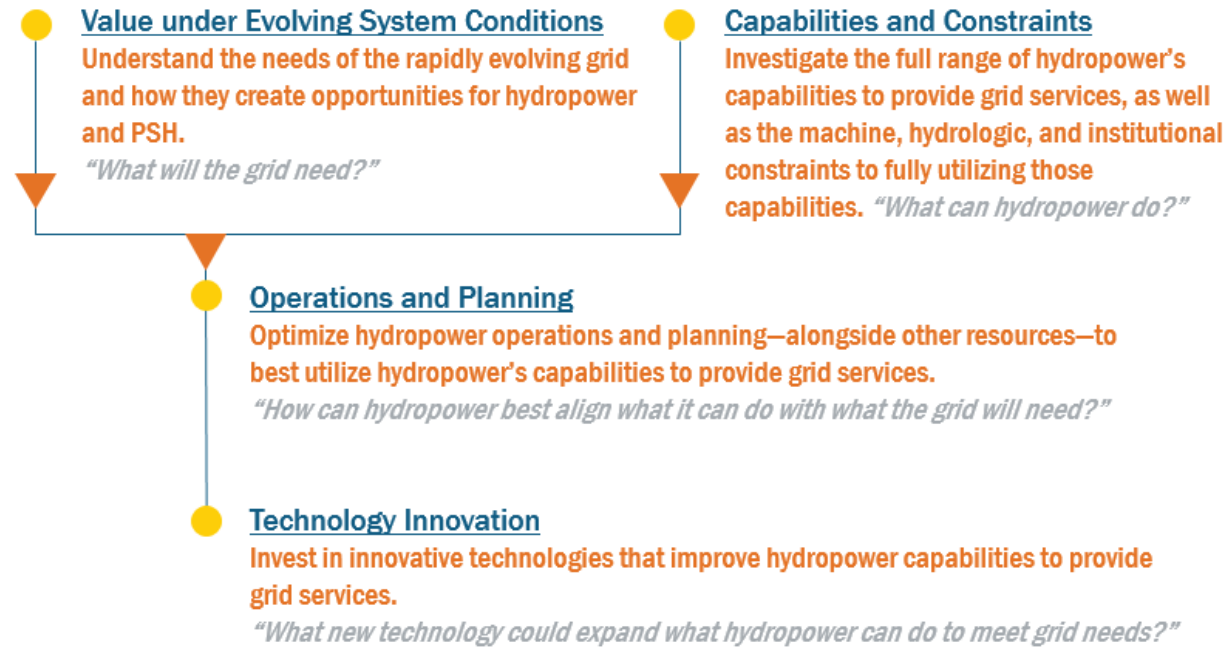 Value under Evolving System Conditions
Understand the needs of the rapidly evolving grid
and how they create opportunities for hydropower
and PSH.
“What will the grid need?”
Capabilities and Constraints
Investigate the full range of hydropower’s
capabilities to provide grid services, as well
as the machine, hydrologic, and institutional
constraints to fully utilizing those
capabilities. “What can hydropower do?”
Operations and Planning
Optimize hydropower operations and planning—alongside other resources—to
best utilize hydropower’s capabilities to provide grid services.
“How can hydropower best align what it can do with what the grid will need?”
Technology Innovation
Invest in innovative technologies that improve hydropower capabilities to provide
grid services.
“What new technology could expand what hydropower can do to meet grid needs?”